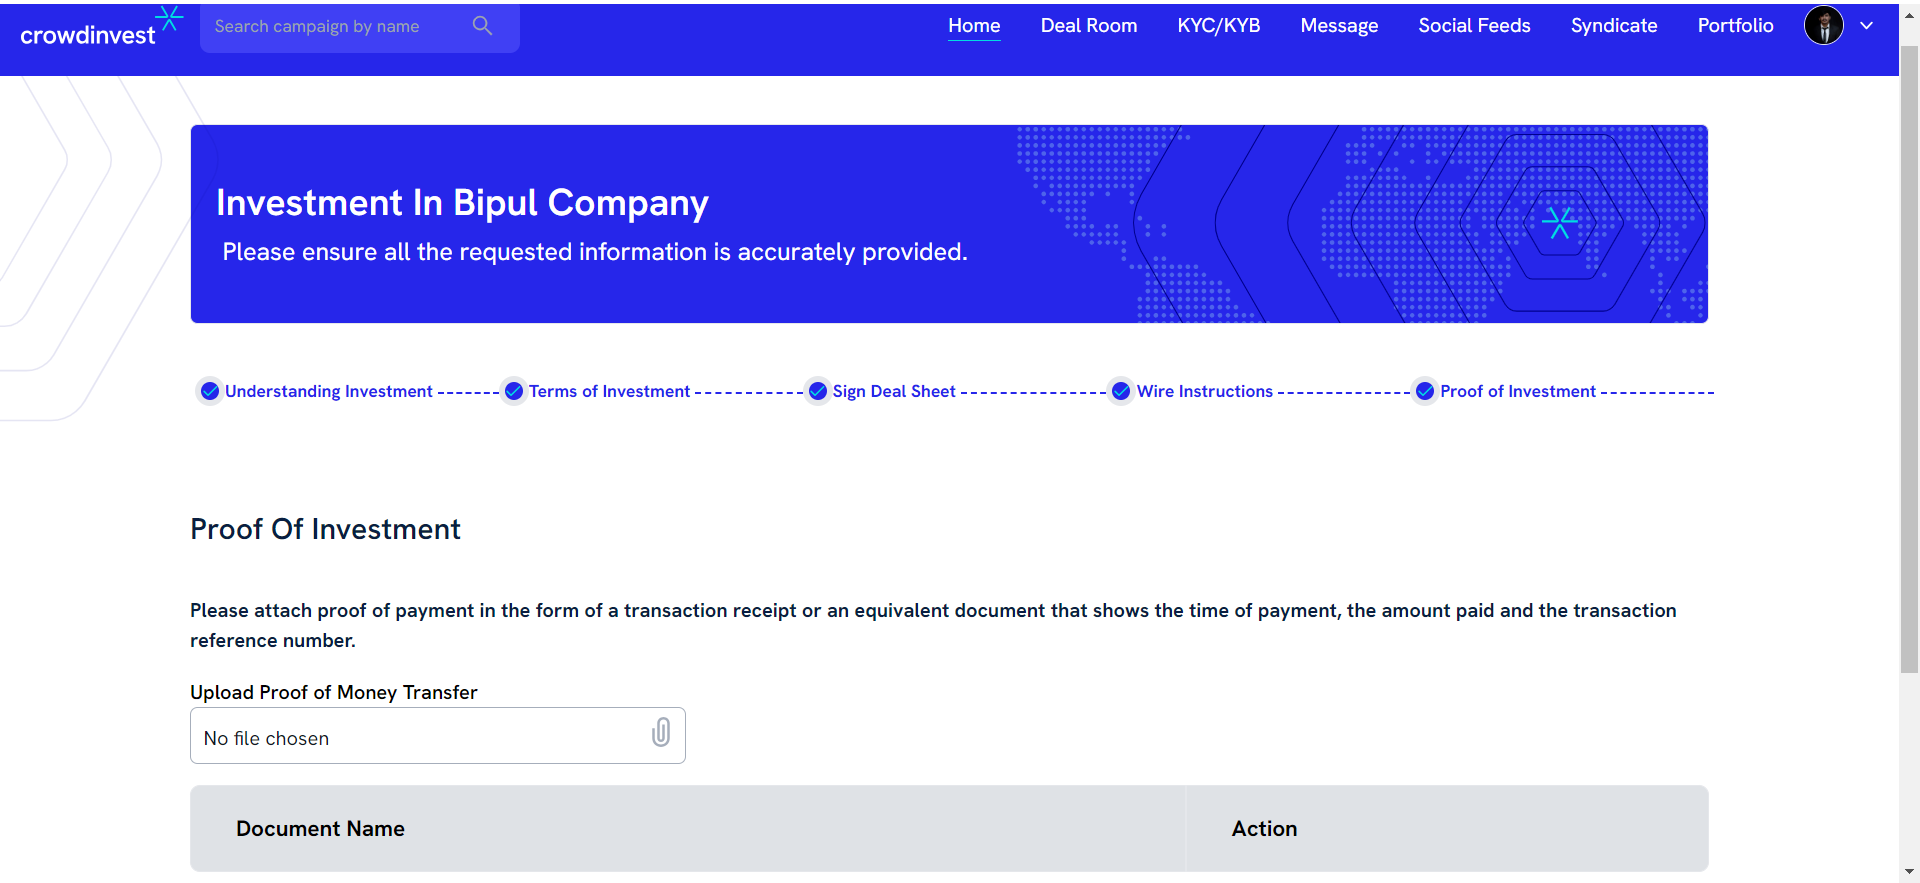 crowdinvest
Search campaign by name
Home Deal Room KYC/KYB Message Social Feeds Syndicate Portfolio
Investment In Bipul Company
Please ensure all the requested information is accurately provided.
Understanding Investment Terms of Investment Sign Deal Sheet Wire Instructions Proof of Investment
Proof Of Investment
Please attach proof of payment in the form of a transaction receipt or an equivalent document that shows the time of payment, the amount paid and the transaction
reference number.
Upload Proof of Money Transfer
No file chosen
Document Name Action